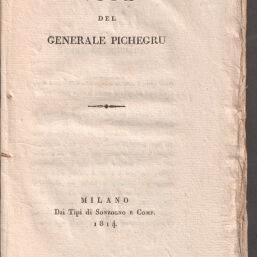 DEL
GENERALE PICHEGRU
MILANO
Dai Tipi di Sonzogno e Comp.
1814.